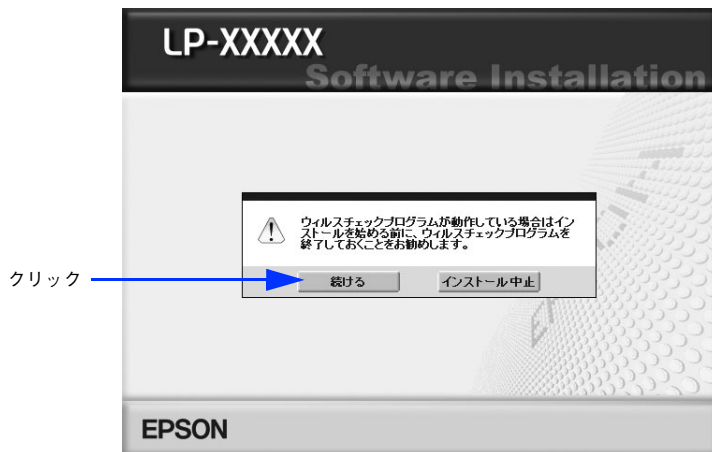 LP-XXXXX
Software Installation
ウィルスチェックプログラムが動作している場合はイン
ストールを始める前に、ウィルスチェックプログラムを
終了しておくことをお勧めします。
クリック
続ける
インストール中止
EPSON